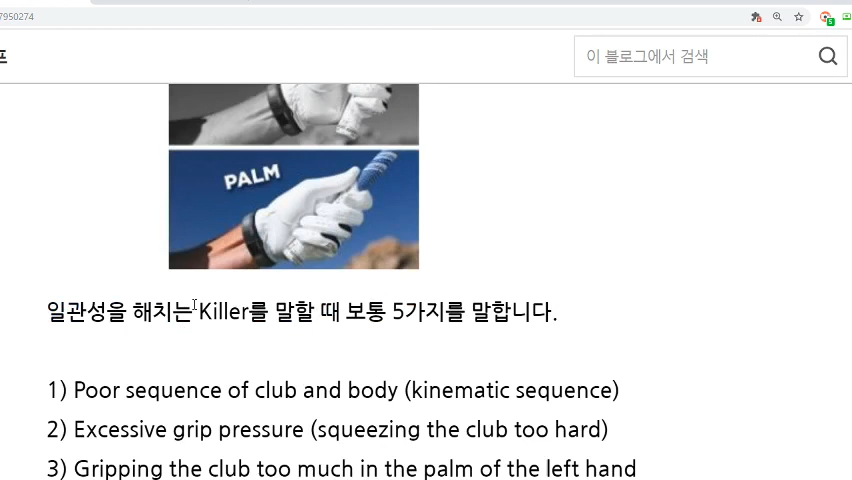 7950274
5
이 블로그에서 검색
PALM
일관성을 해치는 Killer를 말할 때 보통 5가지를 말합니다.
1) Poor sequence of club and body (kinematic sequence)
2) Excessive grip pressure (squeezing the club too hard)
3) Gripping the club too much in the palm of the left hand